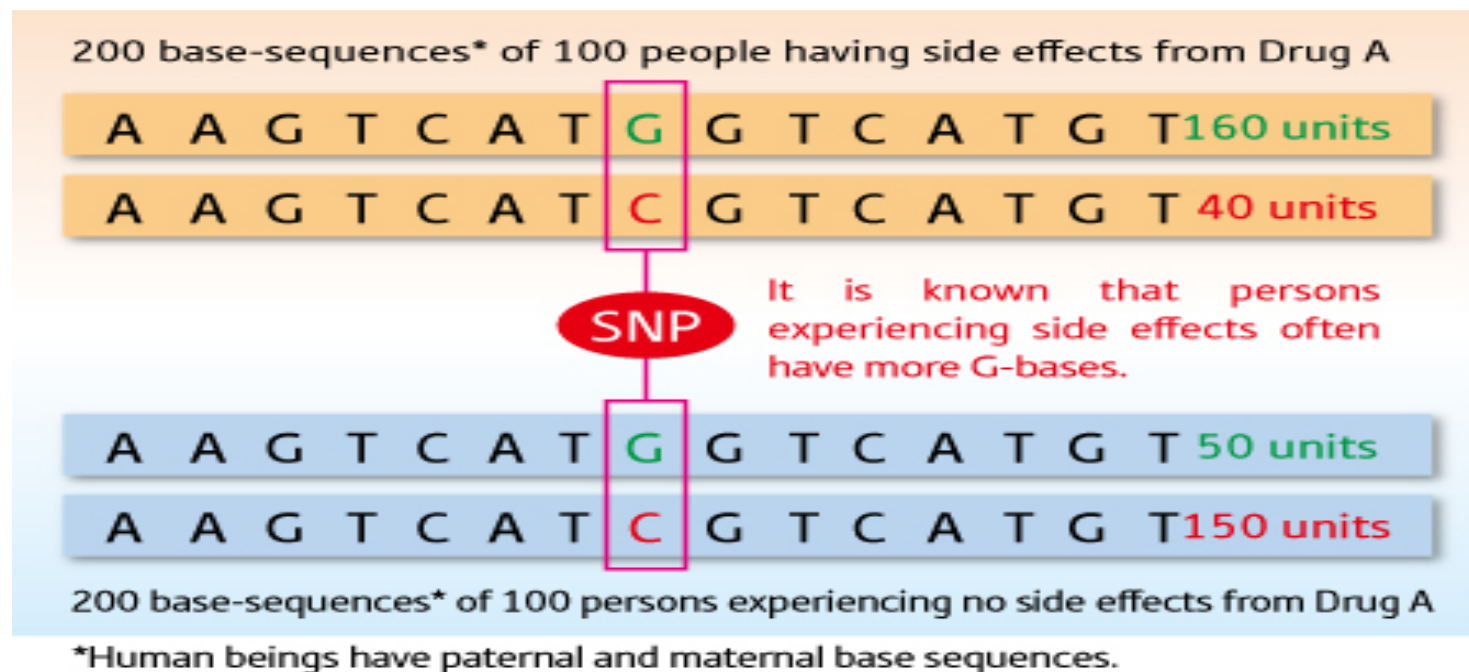 200 base-sequences* of 100 people having side effects from Drug A
A A G T C A T G G T C A T G T 160 units
A A G T C A T C G T C A T G T 40 units
SNP
It is known that persons
experiencing side effects often
have more G-bases.
A A G T C A T G G T C A T G T 50 units
A A G T C A T C G T C A T G T 150 units
200 base-sequences* of 100 persons experiencing no side effects from Drug A
*Human beings have paternal and maternal base sequences.